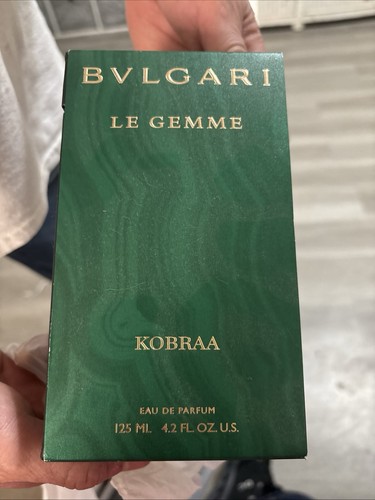 BVLGARI
LE GEMME
KOBRAA
EAU DE PARFUM
125 ML 4.2 FL. OZ. U.S.